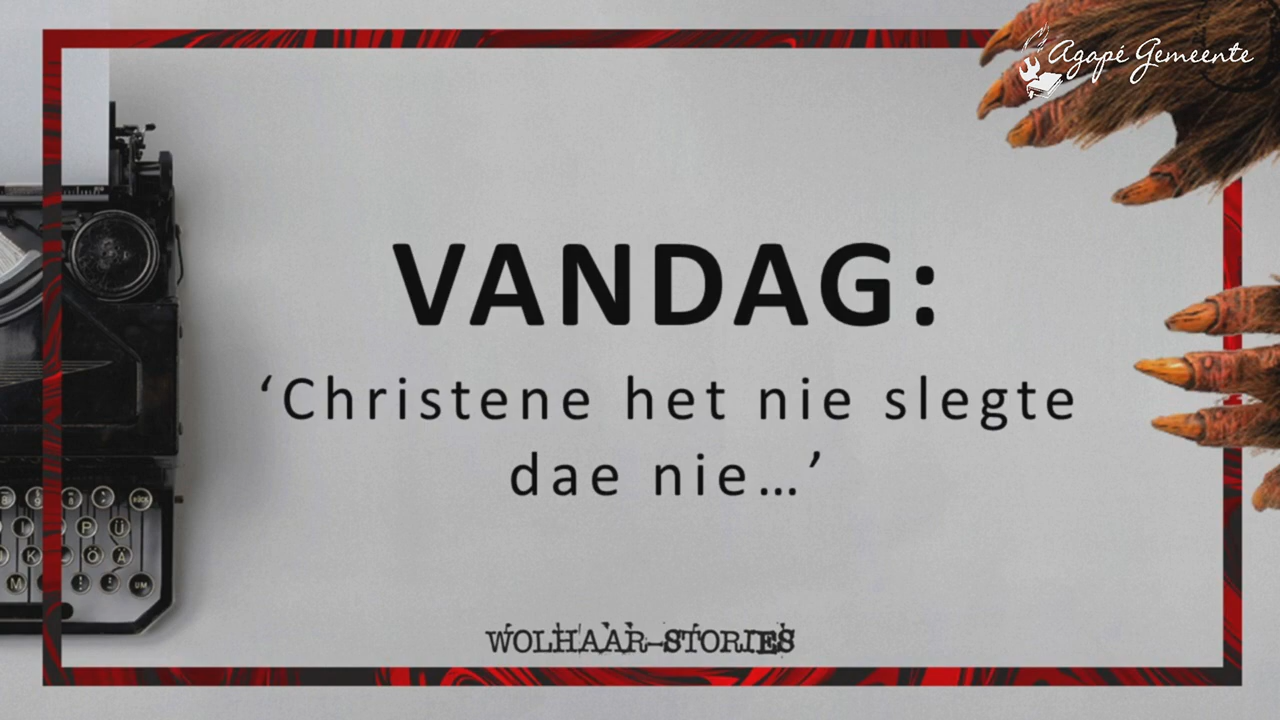 Agapé Gemeente
VANDAG:
‘Christene het nie slegte
dae nie…’
WOLHAAR-STORIES
P Ü
K Ö Ä
M